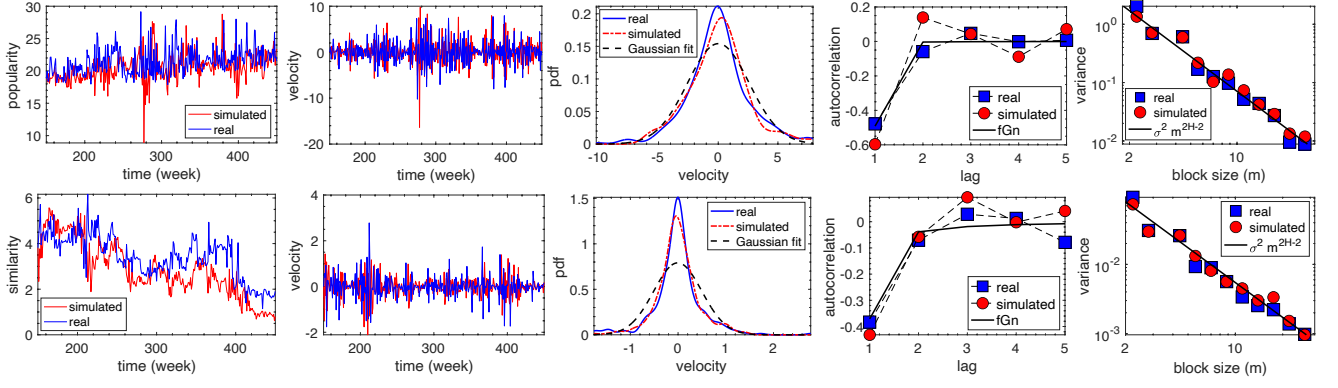 popularity
30
25
20
15
10
200
300
400
time (week)
simulated
real
velocity
10
0
-10
-20
200
300
400
time (week)
pdf
0.2
0.15
0.1
0.05
0
-10
-5
0
5
velocity
real
simulated
Gaussian fit
autocorrelation
0.2
0
-0.2
-0.4
-0.6
1
2
3
4
5
lag
real
simulated
fGn
variance
10^0
10^-1
10^-2
2
10
block size (m)
real
simulated
σ^2 m^2H-2
similarity
6
4
2
0
200
300
400
time (week)
simulated
real
velocity
4
2
0
-2
200
300
400
time (week)
pdf
1.5
1
0.5
0
-1
0
1
2
velocity
real
simulated
Gaussian fit
autocorrelation
0.1
0
-0.1
-0.2
-0.3
-0.4
1
2
3
4
5
lag
real
simulated
fGn
variance
10^-2
10^-3
2
10
block size (m)
real
simulated
σ^2 m^2H-2